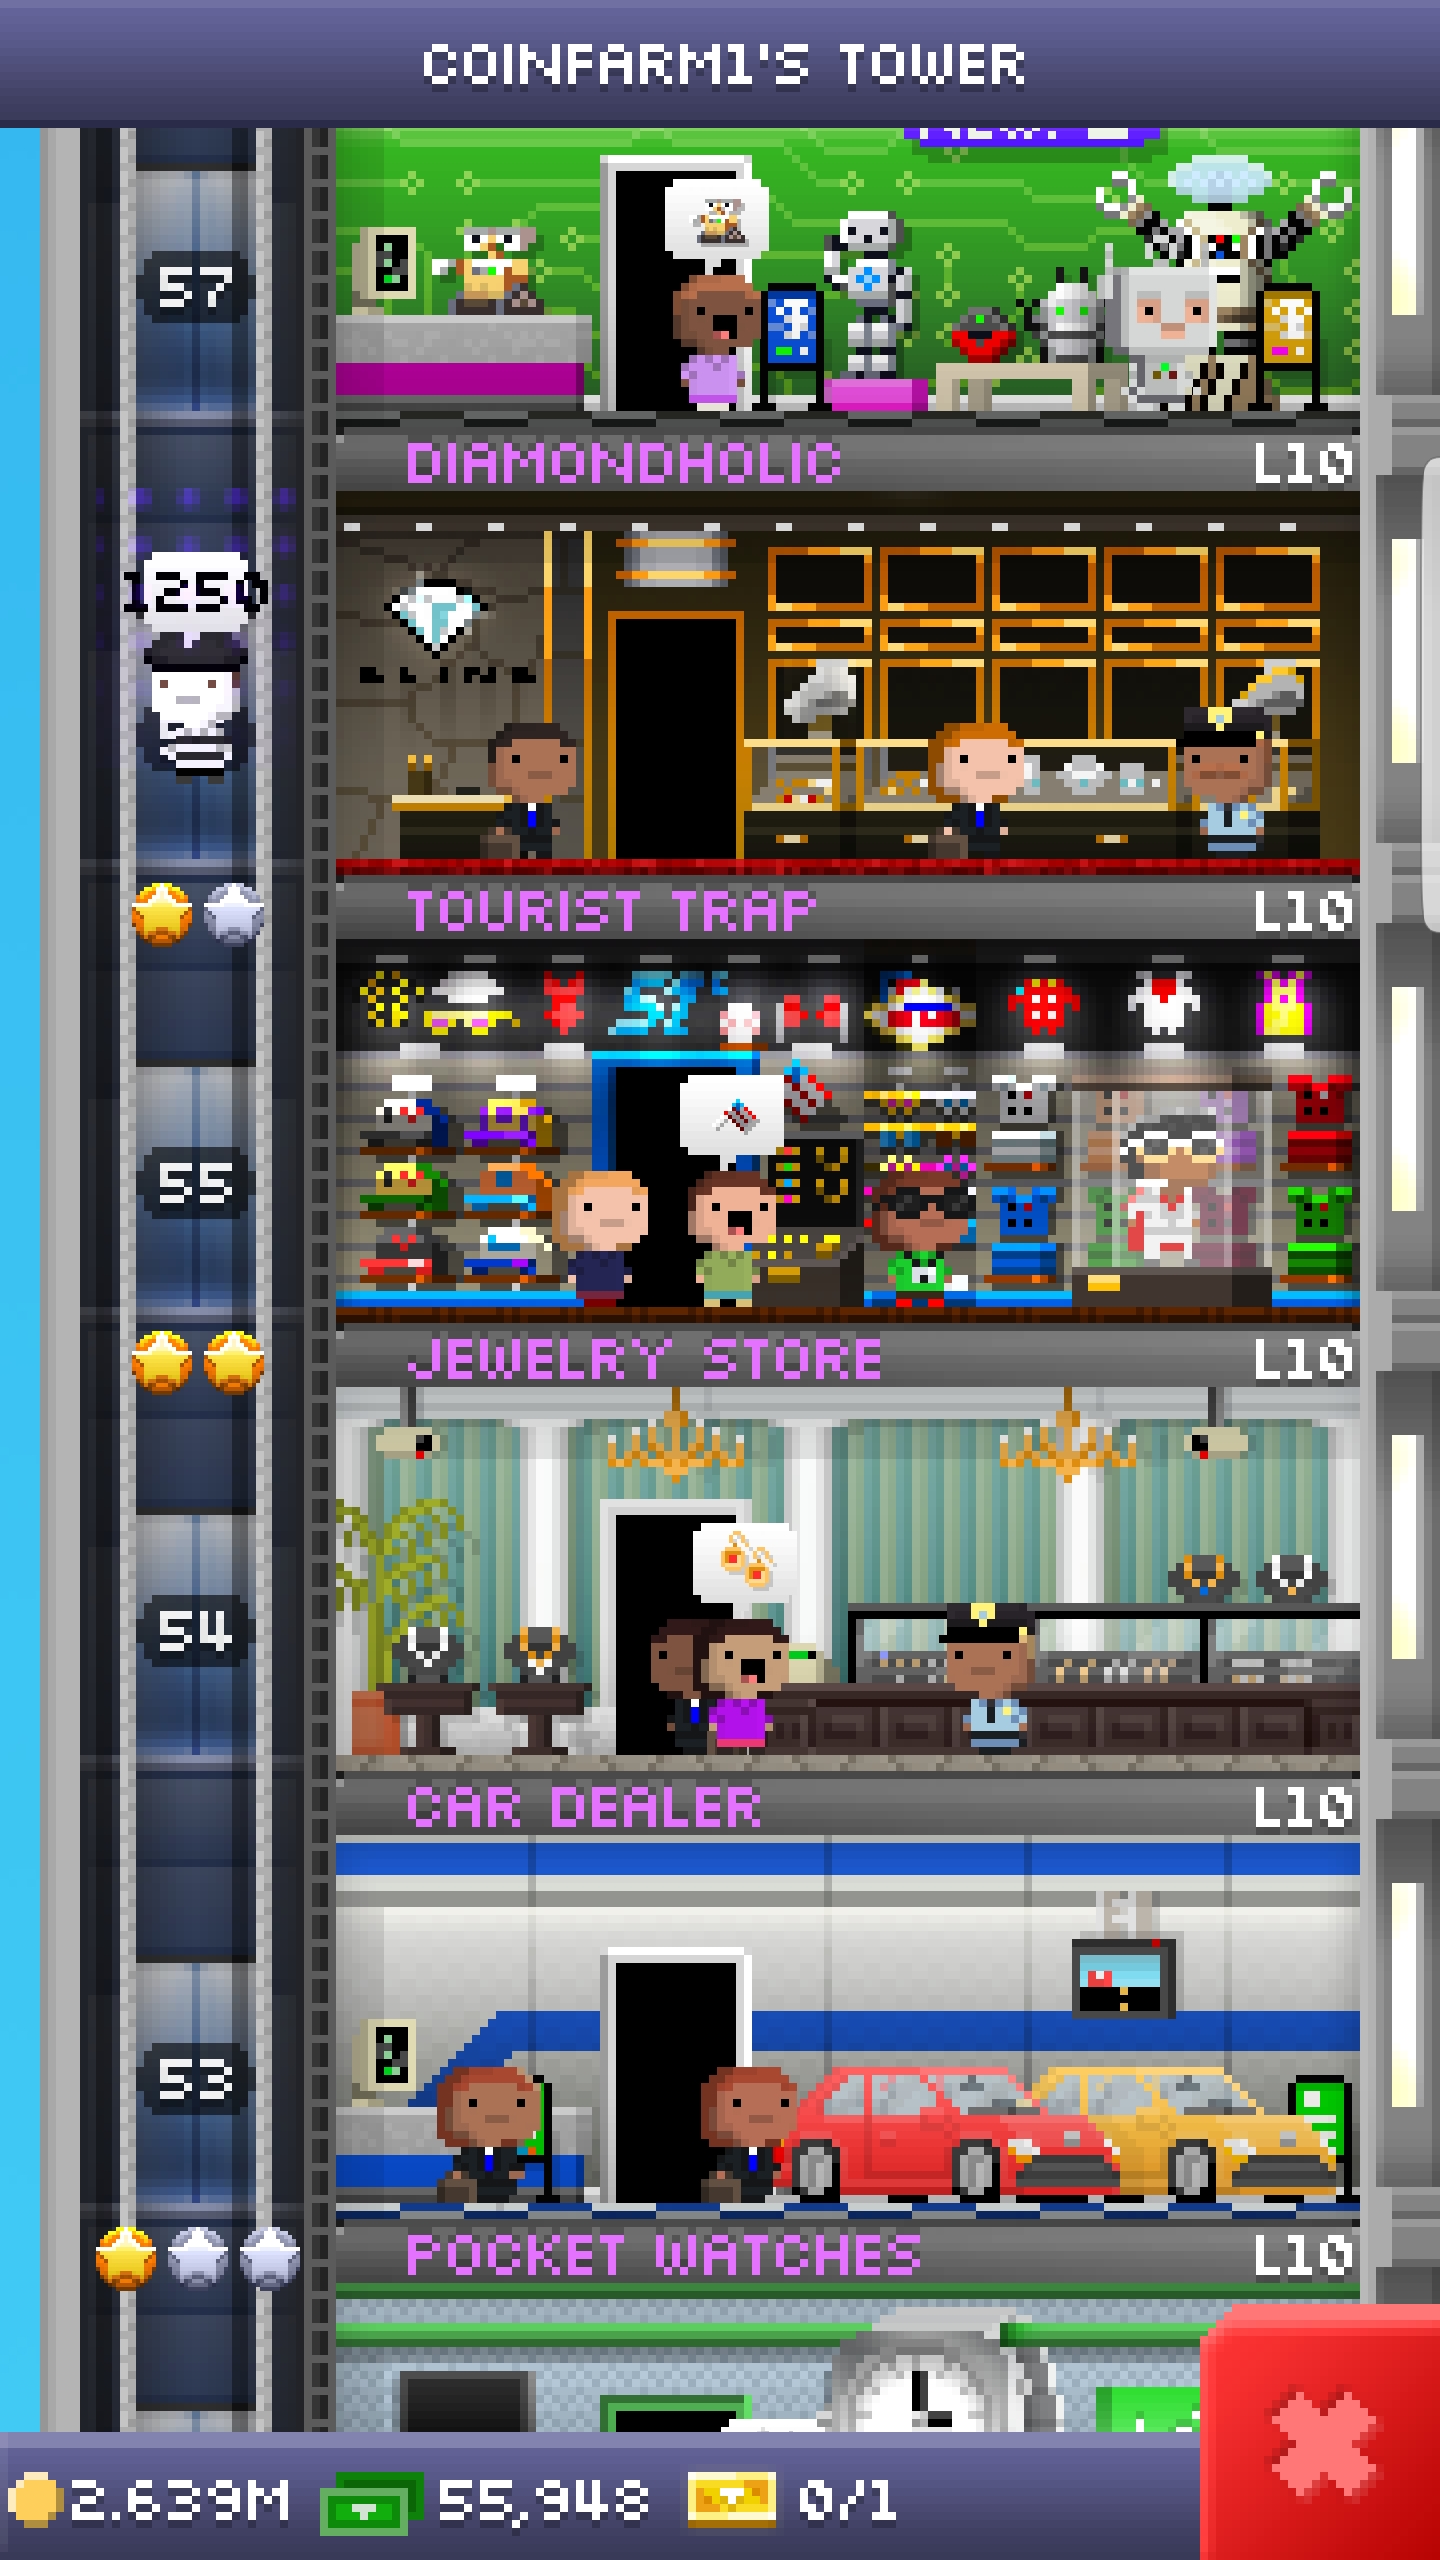 COINFARM1'S TOWER
57
DIAMONDHOLIC L10
1250
BLING
TOURIST TRAP L10
55
JEWELRY STORE L10
54
CAR DEALER L10
53
POCKET WATCHES L10
2.639M 55,948 0/1